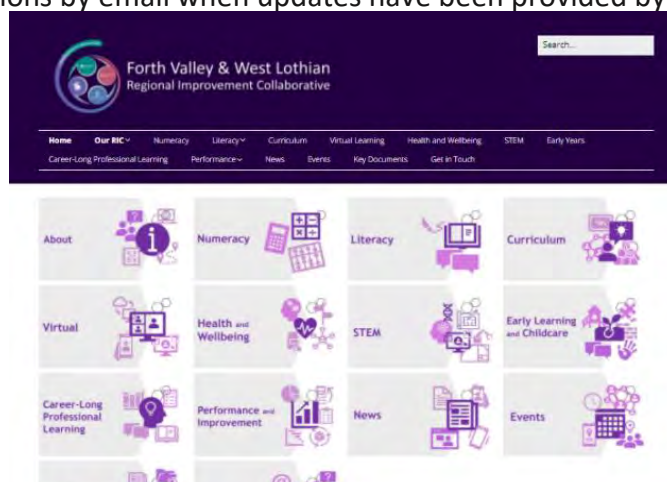 ons by email when updates have been provided by
Search...
Forth Valley & West Lothian
Regional Improvement Collaborative
Home Our RIC Numeracy Literacy Curriculum Virtual Learning Health and Wellbeing STEM Early Years
Career-Long Professional Learning Performance News Events Key Documents Get in Touch
About
Numeracy
Literacy
Curriculum
Virtual
Health and
Wellbeing
STEM
Early Learning
and Childcare
Career-Long
Professional
Learning
Performance and
Improvement
News
Events